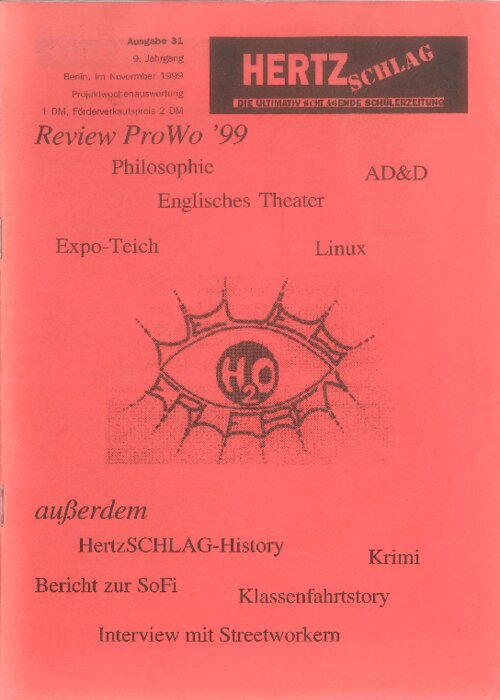 Ausgabe 31
9. Jahrgang
Berlin, im November 1999
Projektwochenauswertung
1 DM, Förderverkaufspreis 2 DM
HERTZ SCHLAG
DIE ULTIMATIV SCHLAGENDE SCHÜLERZEITUNG
Review ProWo '99
Philosophie
AD&D
Englisches Theater
Expo-Teich
Linux
H2O
außerdem
HertzSCHLAG-History
Krimi
Bericht zur SoFi
Klassenfahrtstory
Interview mit Streetworkern